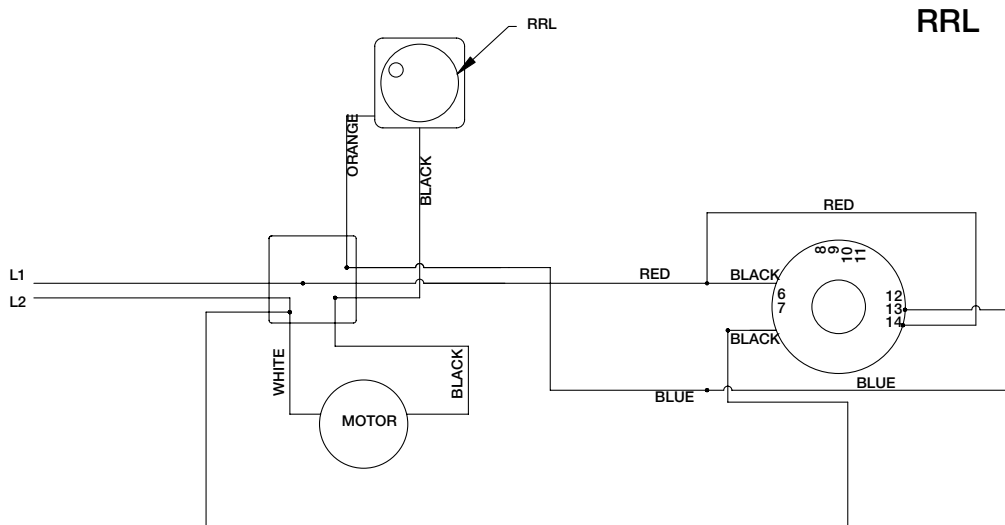 RRL
RRL
ORANGE
BLACK
RED
L1
RED
BLACK
L2
8
9
10
11
6
7
12
13
14
BLACK
WHITE
BLACK
BLUE
BLUE
MOTOR